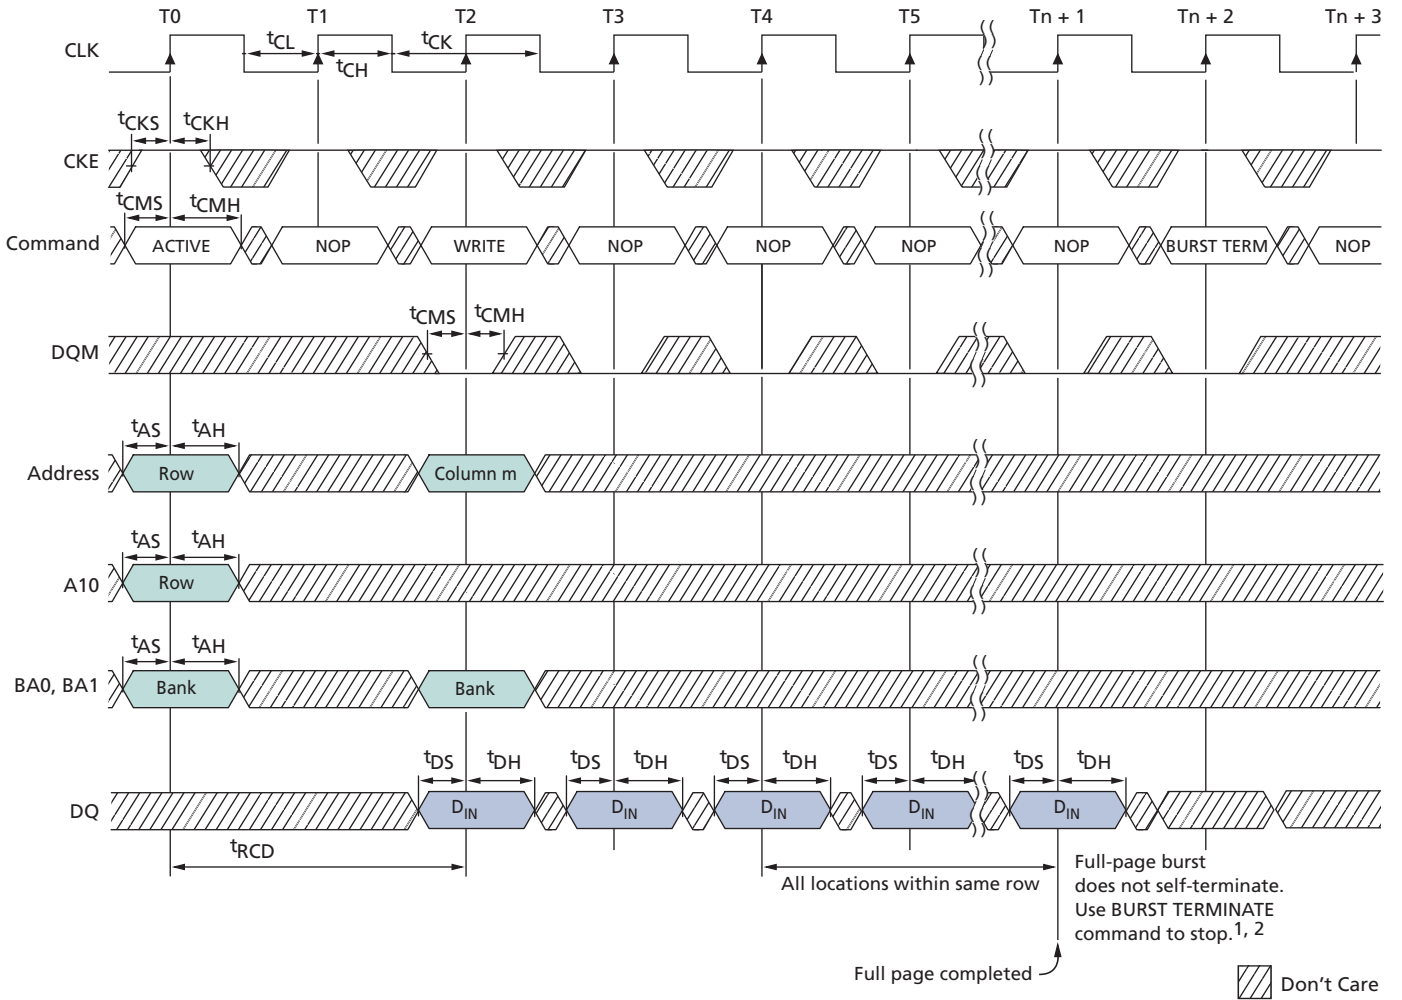 T0 T1 T2 T3 T4 T5 Tn + 1 Tn + 2 Tn + 3
CLK tCL tCH tCK
tCKS tCKH
CKE
tCMS tCMH
Command ACTIVE NOP WRITE NOP NOP NOP NOP BURST TERM NOP
tCMS tCMH
DQM
tAS tAH
Address Row Column m
tAS tAH
A10 Row
tAS tAH
BA0, BA1 Bank Bank
tDS tDH tDS tDH tDS tDH tDS tDH tDS tDH
DQ DIN DIN DIN DIN DIN
tRCD
All locations within same row
Full-page burst
does not self-terminate.
Use BURST TERMINATE
command to stop.1, 2
Full page completed
Don't Care